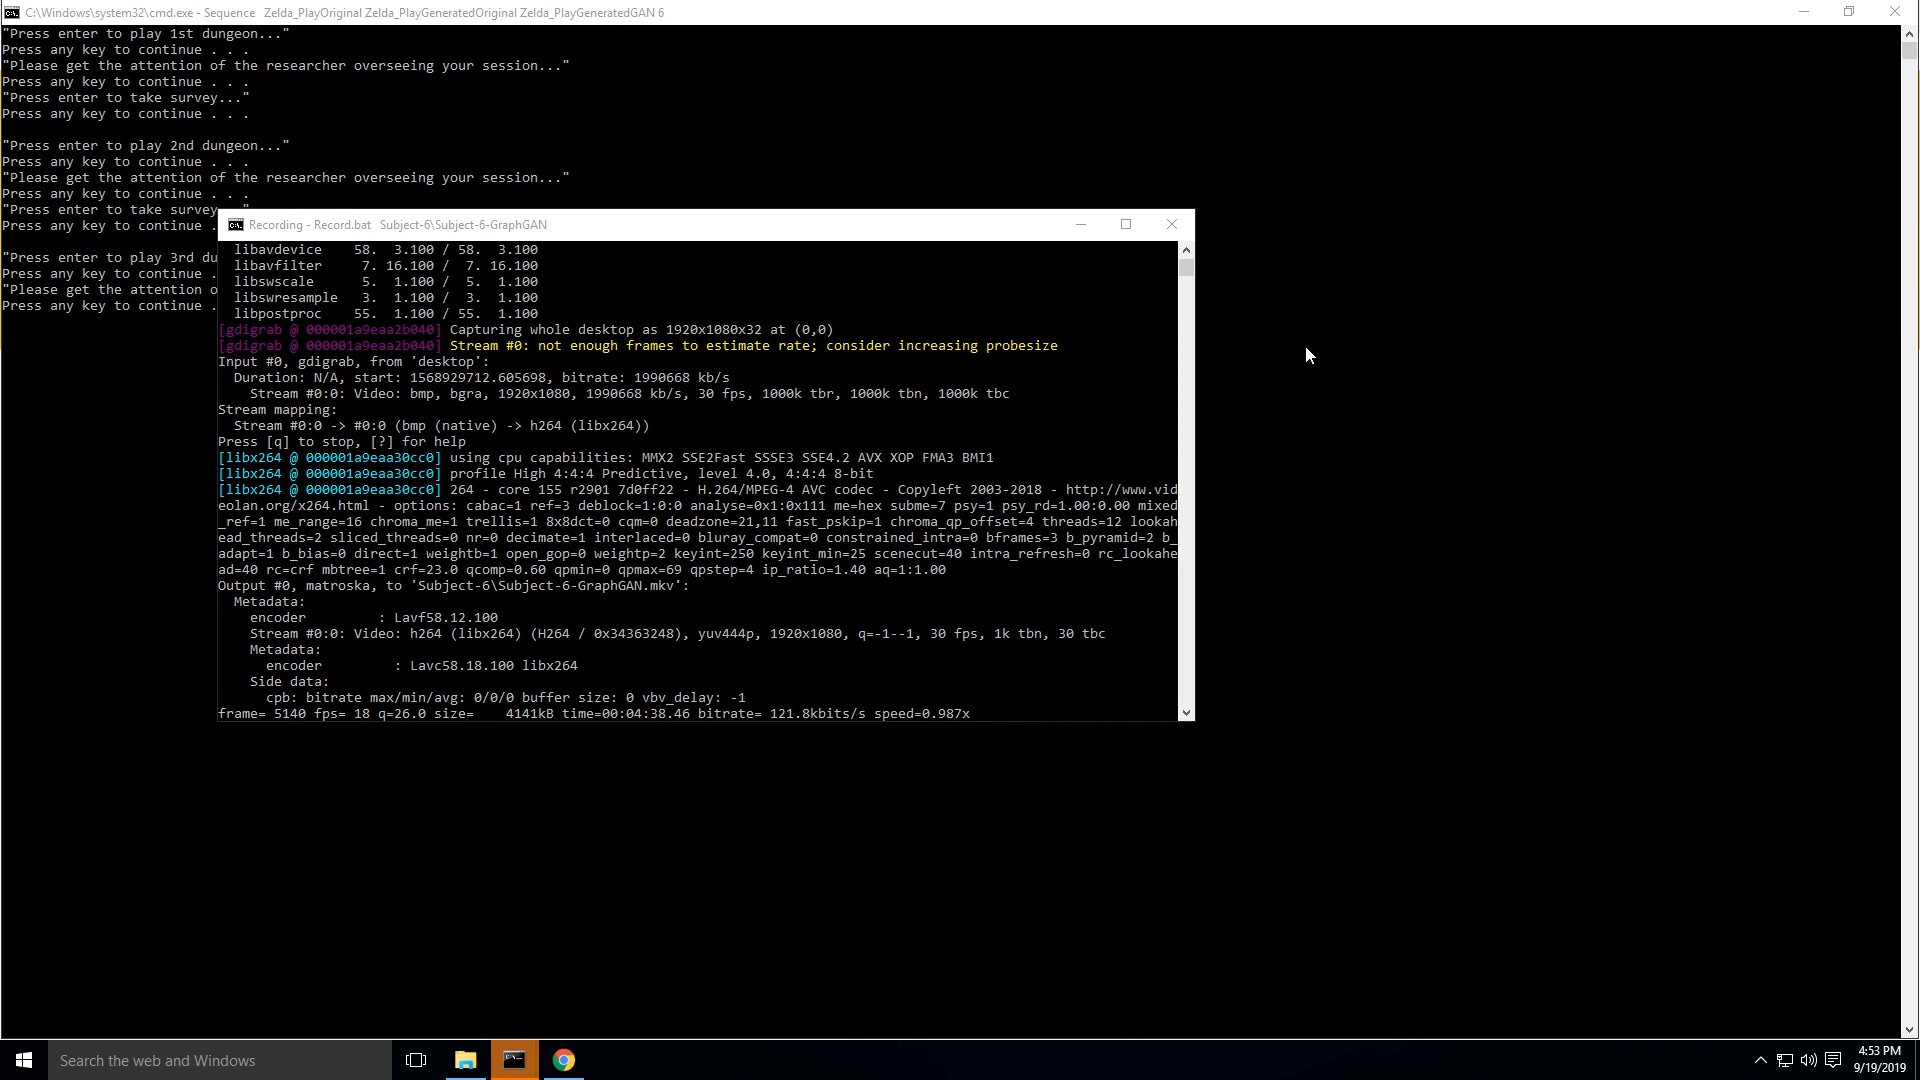 C:\Windows\system32\cmd.exe - Sequence   Zelda_PlayOriginal Zelda_PlayGeneratedOriginal Zelda_PlayGeneratedGAN 6
"Press enter to play 1st dungeon..."
Press any key to continue . . .
"Please get the attention of the researcher overseeing your session..."
Press any key to continue . . .
"Press enter to take survey..."
Press any key to continue . . .
"Press enter to play 2nd dungeon..."
Press any key to continue . . .
"Please get the attention of the researcher overseeing your session..."
Press any key to continue . . .
"Press enter to take survey
Press any key to continue .
"Press enter to play 3rd du
Press any key to continue .
"Please get the attention o
Press any key to continue .
Recording - Record.bat   Subject-6\Subject-6-GraphGAN
libavdevice    58.  3.100 / 58.  3.100
libavfilter     7. 16.100 /  7. 16.100
libswscale      5.  1.100 /  5.  1.100
libswresample   3.  1.100 /  3.  1.100
libpostproc    55.  1.100 / 55.  1.100
[gdigrab @ 000001a9eaa2b040] Capturing whole desktop as 1920x1080x32 at (0,0)
[gdigrab @ 000001a9eaa2b040] Stream #0: not enough frames to estimate rate; consider increasing probesize
Input #0, gdigrab, from 'desktop':
Duration: N/A, start: 1568929712.605698, bitrate: 1990668 kb/s
Stream #0:0: Video: bmp, bgra, 1920x1080, 1990668 kb/s, 30 fps, 1000k tbr, 1000k tbn, 1000k tbc
Stream mapping:
Stream #0:0 -> #0:0 (bmp (native) -> h264 (libx264))
Press [q] to stop, [?] for help
[libx264 @ 000001a9eaa30cc0] using cpu capabilities: MMX2 SSE2Fast SSSE3 SSE4.2 AVX XOP FMA3 BMI1
[libx264 @ 000001a9eaa30cc0] profile High 4:4:4 Predictive, level 4.0, 4:4:4 8-bit
[libx264 @ 000001a9eaa30cc0] 264 - core 155 r2901 7d0ff22 - H.264/MPEG-4 AVC codec - Copyleft 2003-2018 - http://www.vid
eolan.org/x264.html - options: cabac=1 ref=3 deblock=1:0:0 analyse=0x1:0x111 me=hex subme=7 psy=1 psy_rd=1.00:0.00 mixed
_ref=1 me_range=16 chroma_me=1 trellis=1 8x8dct=0 cqm=0 deadzone=21,11 fast_pskip=1 chroma_qp_offset=4 threads=12 lookah
ead_threads=2 sliced_threads=0 nr=0 decimate=1 interlaced=0 bluray_compat=0 constrained_intra=0 bframes=3 b_pyramid=2 b_
adapt=1 b_bias=0 direct=1 weightb=1 open_gop=0 weightp=2 keyint=250 keyint_min=25 scenecut=40 intra_refresh=0 rc_lookahe
ad=40 rc=crf mbtree=1 crf=23.0 qcomp=0.60 qpmin=0 qpmax=69 qpstep=4 ip_ratio=1.40 aq=1:1.00
Output #0, matroska, to 'Subject-6\Subject-6-GraphGAN.mkv':
Metadata:
encoder         : Lavf58.12.100
Stream #0:0: Video: h264 (libx264) (H264 / 0x34363248), yuv444p, 1920x1080, q=-1--1, 30 fps, 1k tbn, 30 tbc
Metadata:
encoder         : Lavc58.18.100 libx264
Side data:
cpb: bitrate max/min/avg: 0/0/0 buffer size: 0 vbv_delay: -1
frame= 5140 fps= 18 q=26.0 size=    4141kB time=00:04:38.46 bitrate= 121.8kbits/s speed=0.987x
Search the web and Windows
4:53 PM
9/19/2019